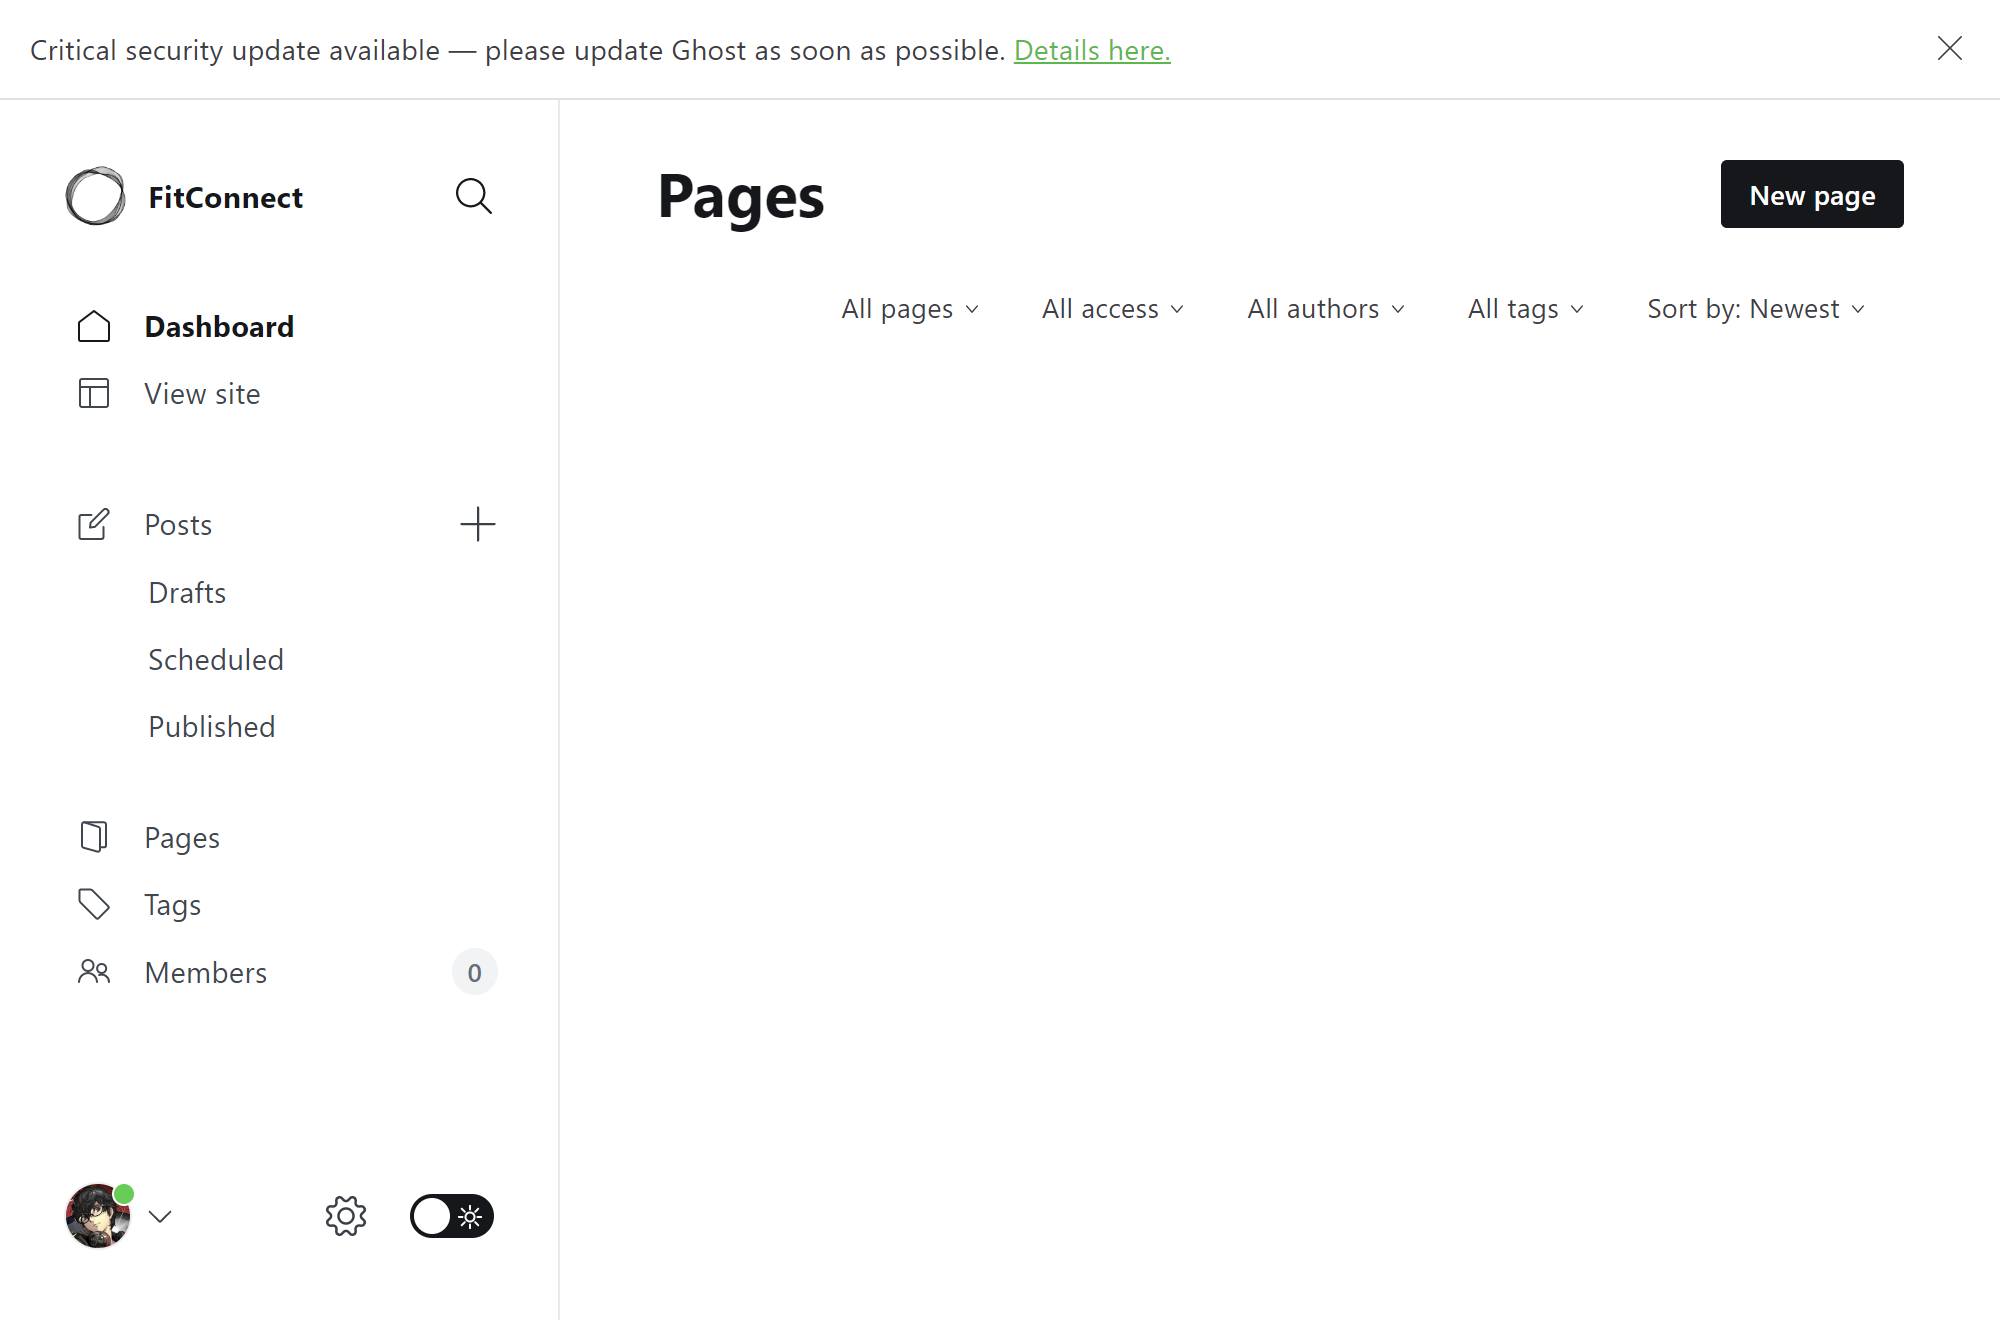 Critical security update available — please update Ghost as soon as possible. Details here.
FitConnect
Dashboard
View site
Posts
Drafts
Scheduled
Published
Pages
Tags
Members 0
Pages
New page
All pages All access All authors All tags Sort by: Newest